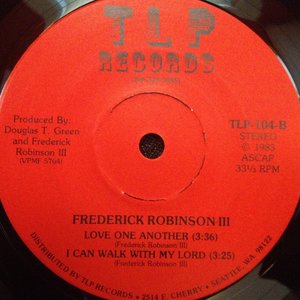 TLP
RECORDS
Produced By:
Douglas T. Green
and Frederick
Robinson III
(VPMF 5764)
TLP-104-B
STEREO
© 1983
ASCAP
33⅓ RPM
FREDERICK ROBINSON III
LOVE ONE ANOTHER (3:36)
(Frederick Robinson III)
I CAN WALK WITH MY LORD (3:25)
(Frederick Robinson III)
DISTRIBUTED BY TLP RECORDS • 2514 E. CHERRY • SEATTLE, WA. 98122